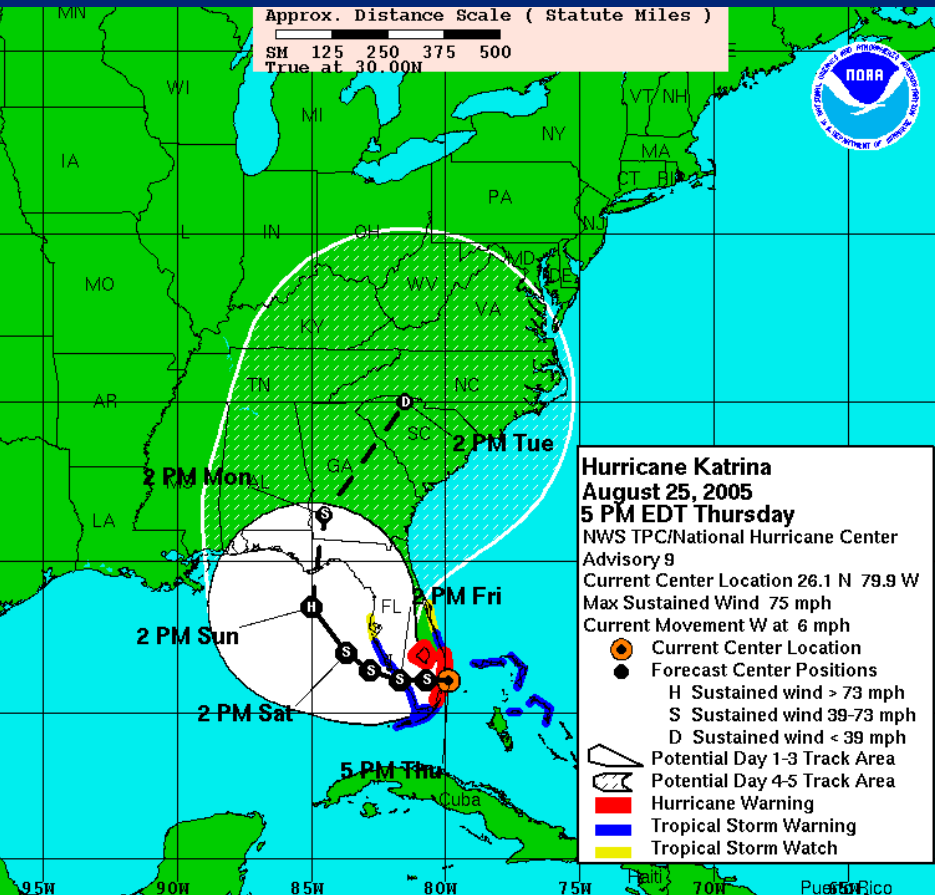 Approx. Distance Scale ( Statute Miles )
SM 125 250 375 500
True at 30.00N
MN
WI
MI
VT NH
NOAA
NY
MA
IA
CT RI
PA
NJ
IL IN OH
MD
DE
MO
WV
VA
KY
TN
NC
AR
SC
D
2 PM Tue
GA
2 PM Mon
MS AL
LA
S
FL
2 PM Fri
H
2 PM Sun
S
S
S
S
2 PM Sat
5 PM Thu
Cuba
Haiti
Puerto Rico
95W 90W 85W 80W 75W 70W 65W
Hurricane Katrina
August 25, 2005
5 PM EDT Thursday
NWS TPC/National Hurricane Center
Advisory 9
Current Center Location 26.1 N 79.9 W
Max Sustained Wind 75 mph
Current Movement W at 6 mph
Current Center Location
Forecast Center Positions
H Sustained wind > 73 mph
S Sustained wind 39-73 mph
D Sustained wind < 39 mph
Potential Day 1-3 Track Area
Potential Day 4-5 Track Area
Hurricane Warning
Tropical Storm Warning
Tropical Storm Watch